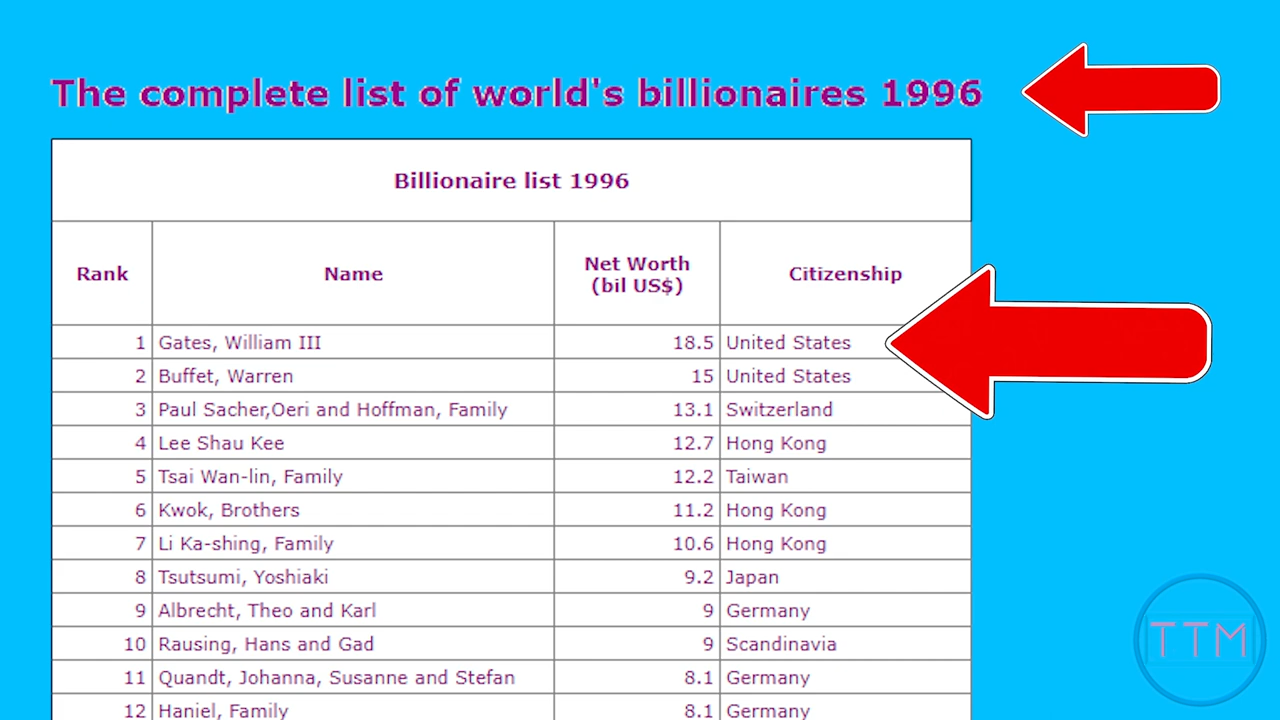 The complete list of world's billionaires 1996
Billionaire list 1996
Rank Name Net Worth (bil US$) Citizenship
1 Gates, William III 18.5 United States
2 Buffet, Warren 15 United States
3 Paul Sacher,Oeri and Hoffman, Family 13.1 Switzerland
4 Lee Shau Kee 12.7 Hong Kong
5 Tsai Wan-lin, Family 12.2 Taiwan
6 Kwok, Brothers 11.2 Hong Kong
7 Li Ka-shing, Family 10.6 Hong Kong
8 Tsutsumi, Yoshiaki 9.2 Japan
9 Albrecht, Theo and Karl 9 Germany
10 Rausing, Hans and Gad 9 Scandinavia
11 Quandt, Johanna, Susanne and Stefan 8.1 Germany
12 Haniel, Family 8.1 Germany
TTM